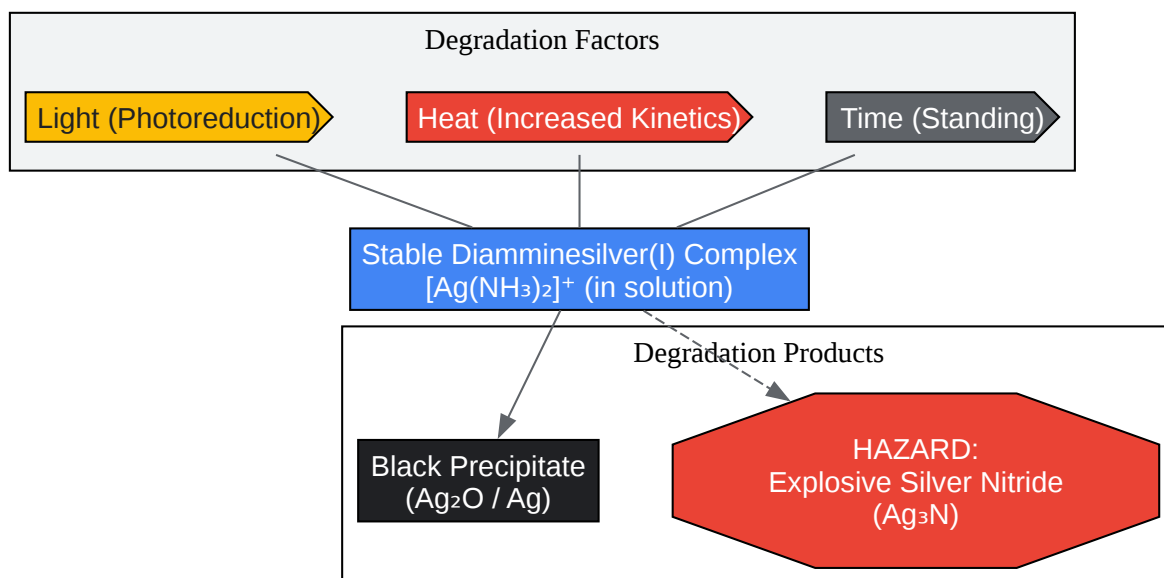 Degradation Factors
Light (Photoreduction)
Heat (Increased Kinetics)
Time (Standing)
Stable Diamminesilver(I) Complex
[Ag(NH₃)₂]⁺ (in solution)
Degradation Products
Black Precipitate
(Ag₂O / Ag)
HAZARD:
Explosive Silver Nitride
(Ag₃N)